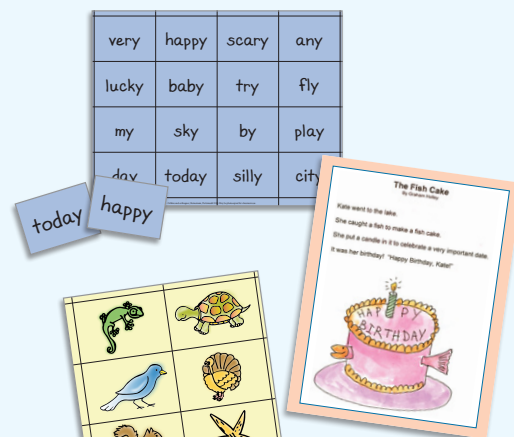 very happy scary any
lucky baby try fly
my sky by play
day today silly city
today
happy
The Fish Cake
Kate went to the lake.
She caught a fish to make a fish cake.
She put a candle in it to celebrate a very important date.
It was her birthday! "Happy Birthday, Kate!"
HAPPY
BIRTHDAY